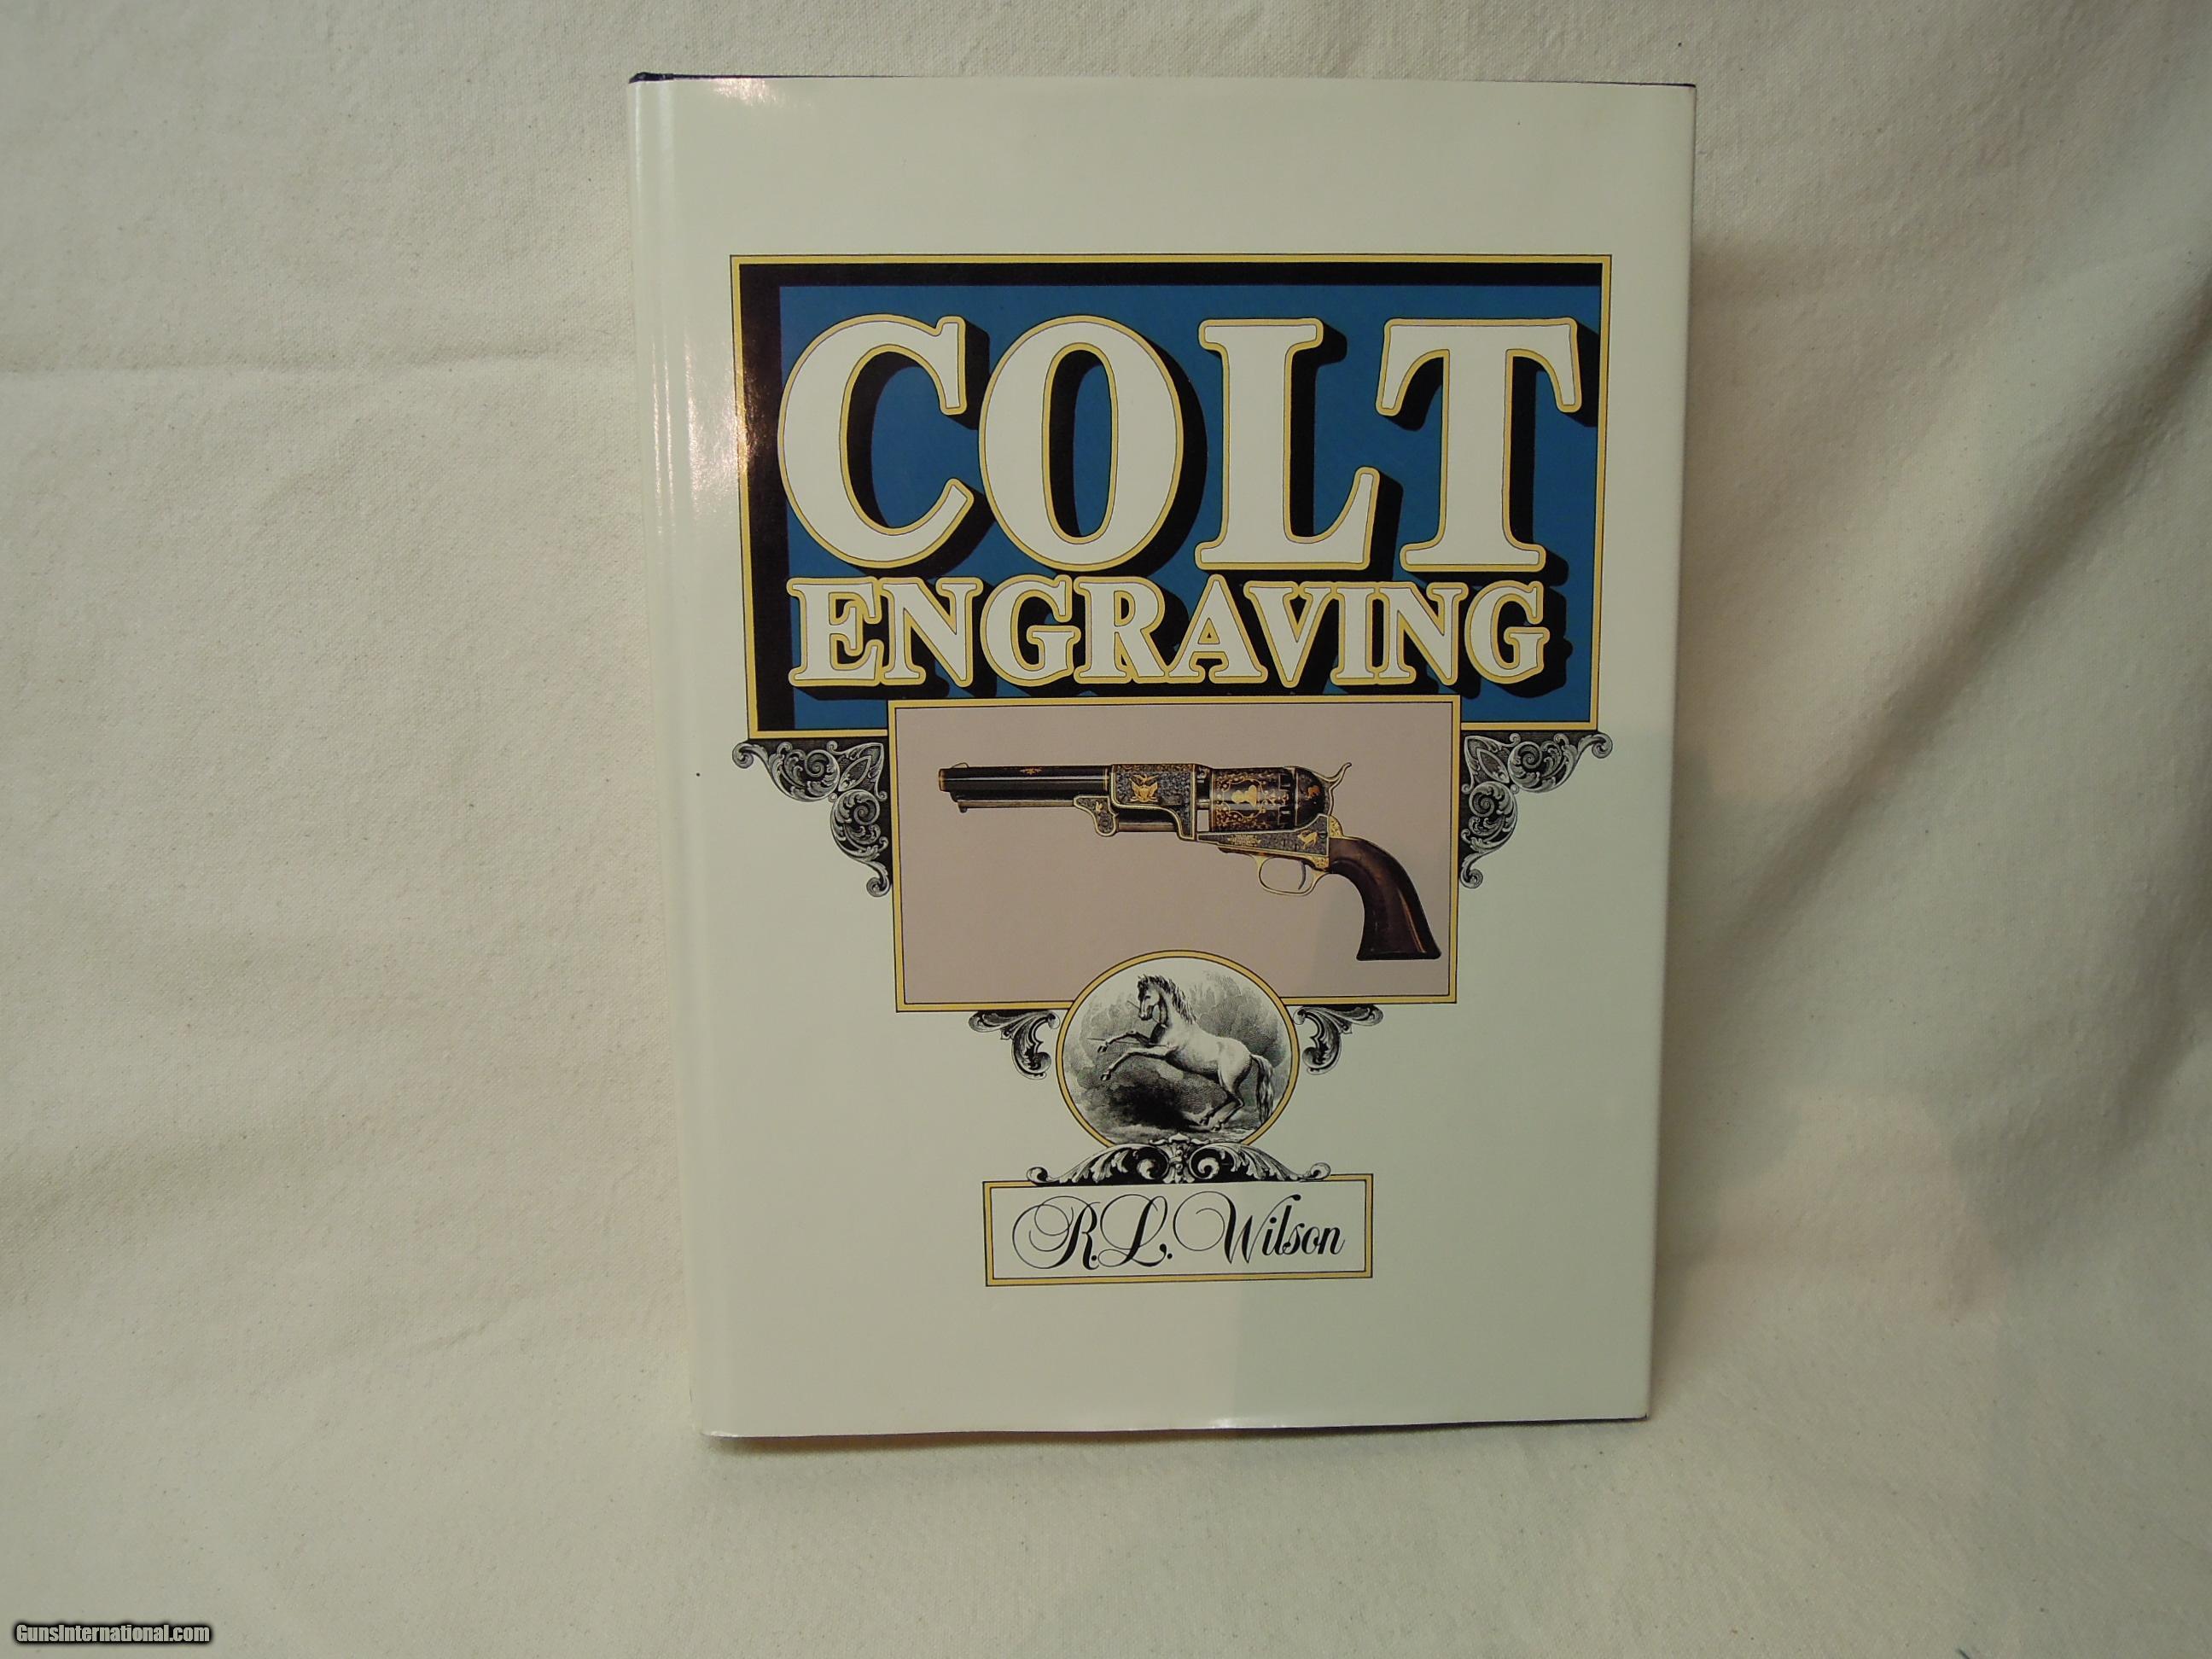 COLT
ENGRAVING
R.L. Wilson
GunsInternational.com